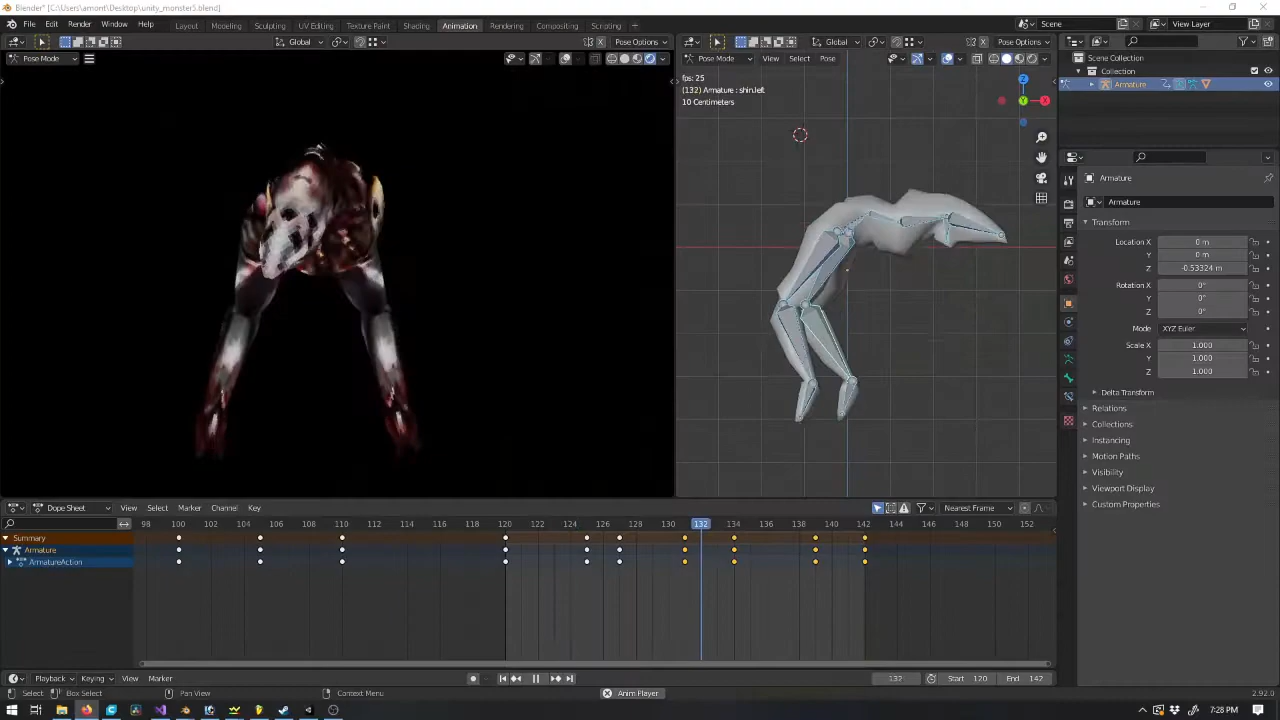 Blender* [C:\Users\amort\Desktop\unity_monster5.blend]
File Edit Render Window Help Layout Modeling Sculpting UV Editing Texture Paint Shading Animation Rendering Compositing Scripting Scene View Layer
Global Pose Options Global Pose Options
Pose Mode Pose Mode View Select Pose Scene Collection
Collection
fps: 25
Armature
(132) Armature : shin.left
10 Centimeters
Z
X
Y
Armature
Armature
Transform
Location X 0 m
Y 0 m
Z -0.53324 m
Rotation X 0°
Y 0°
Z 0°
Mode XYZ Euler
Scale X 1.000
Y 1.000
Z 1.000
Delta Transform
Relations
Collections
Instancing
Motion Paths
Visibility
Viewport Display
Custom Properties
Dope Sheet View Select Marker Channel Key Nearest Frame
98 100 102 104 106 108 110 112 114 116 118 120 122 124 126 128 130 132 134 136 138 140 142 144 146 148 150 152
Summary
Armature
ArmatureAction
Playback Keying View Marker 132 Start 120 End 142
Select Box Select Pan View Context Menu Anim Player 2.92.0
7:28 PM